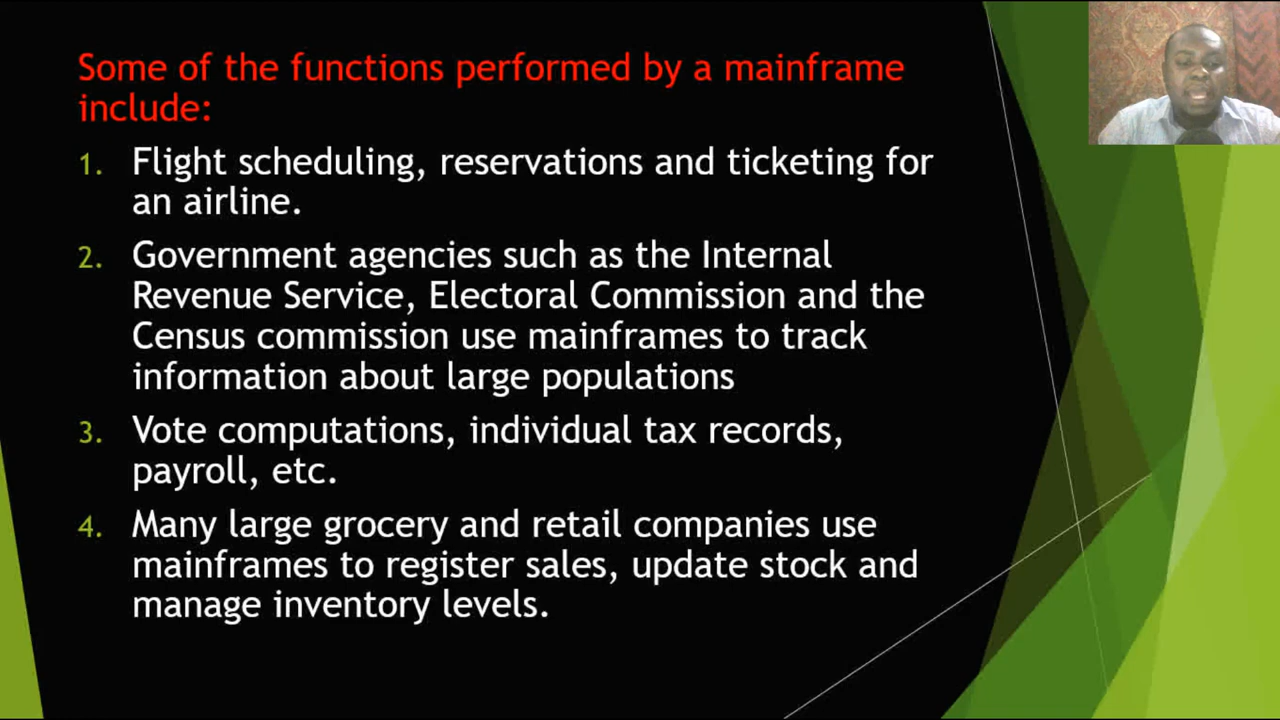 Some of the functions performed by a mainframe
include:
1. Flight scheduling, reservations and ticketing for
an airline.
2. Government agencies such as the Internal
Revenue Service, Electoral Commission and the
Census commission use mainframes to track
information about large populations
3. Vote computations, individual tax records,
payroll, etc.
4. Many large grocery and retail companies use
mainframes to register sales, update stock and
manage inventory levels.